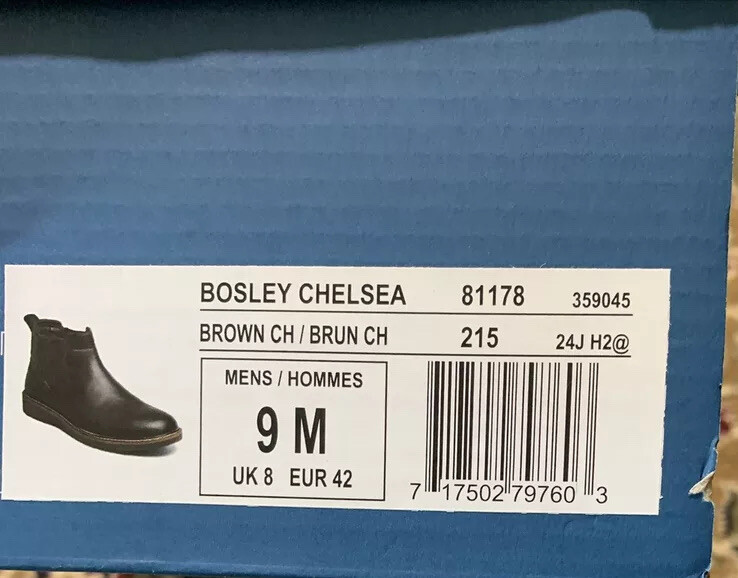 BOSLEY CHELSEA 81178 359045
BROWN CH / BRUN CH 215 24J H2@
MENS / HOMMES
9 M
UK 8 EUR 42
7 17502 79760 3